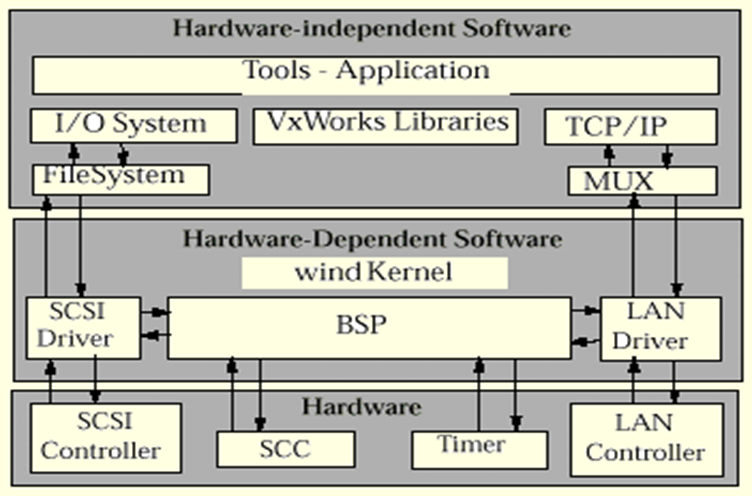 Hardware-independent Software
Tools - Application
I/O System
VxWorks Libraries
TCP/IP
FileSystem
MUX
Hardware-Dependent Software
wind Kernel
SCSI
Driver
BSP
LAN
Driver
Hardware
SCSI
Controller
SCC
Timer
LAN
Controller